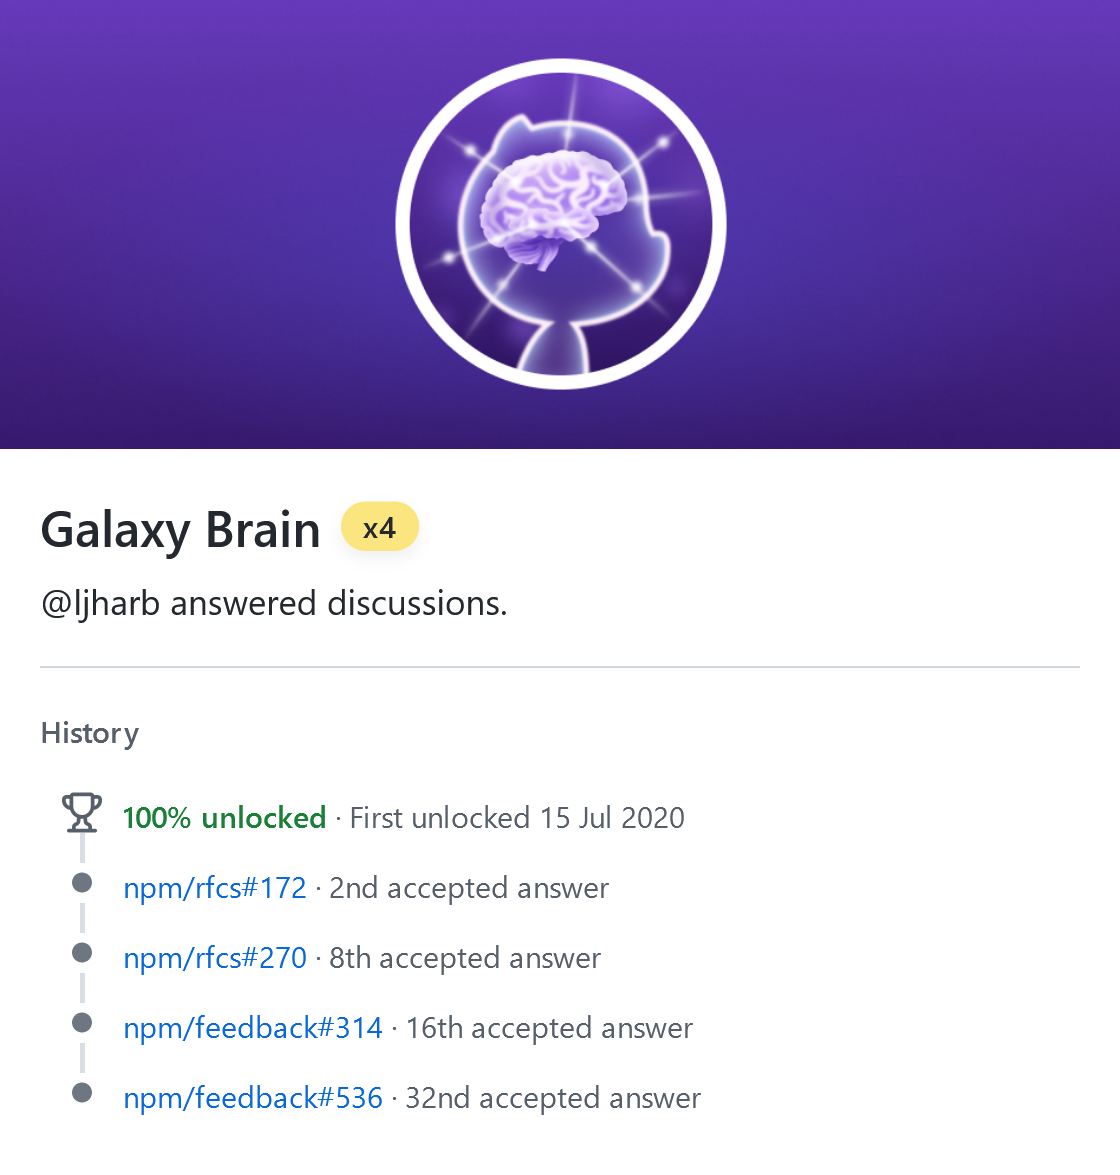 Galaxy Brain x4
@ljharb answered discussions.
History
100% unlocked · First unlocked 15 Jul 2020
npm/rfcs#172 · 2nd accepted answer
npm/rfcs#270 · 8th accepted answer
npm/feedback#314 · 16th accepted answer
npm/feedback#536 · 32nd accepted answer